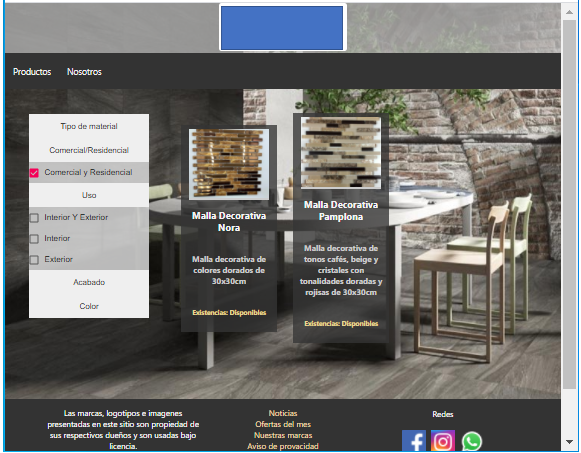 Productos Nosotros
Tipo de material
Comercial/Residencial
Comercial y Residencial
Uso
Interior Y Exterior
Interior
Exterior
Acabado
Color
Malla Decorativa
Nora
Malla decorativa de
colores dorados de
30x30cm
Existencias: Disponibles
Malla Decorativa
Pamplona
Malla decorativa de
tonos cafés, beige y
cristales con
tonalidades doradas y
rojisas de 30x30cm
Existencias: Disponibles
Las marcas, logotipos e imagenes
presentadas en este sitio son propiedad de
sus respectivos dueños y son usadas bajo
licencia.
Noticias
Ofertas del mes
Nuestras marcas
Aviso de provacidad
Redes